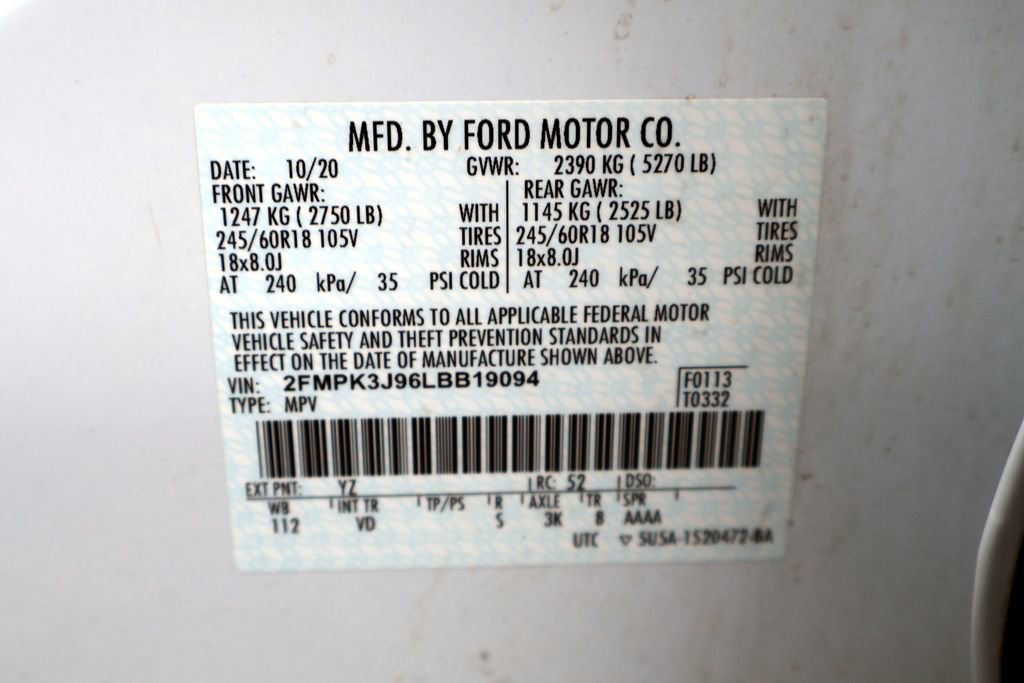 MFD. BY FORD MOTOR CO.
DATE: 10/20 GVWR: 2390 KG ( 5270 LB)
FRONT GAWR: REAR GAWR:
1247 KG ( 2750 LB) WITH 1145 KG ( 2525 LB) WITH
245/60R18 105V TIRES 245/60R18 105V TIRES
18x8.0J RIMS 18x8.0J RIMS
AT 240 kPa/ 35 PSI COLD AT 240 kPa/ 35 PSI COLD
THIS VEHICLE CONFORMS TO ALL APPLICABLE FEDERAL MOTOR
VEHICLE SAFETY AND THEFT PREVENTION STANDARDS IN
EFFECT ON THE DATE OF MANUFACTURE SHOWN ABOVE.
VIN: 2FMPK3J96LBB19094 F0113
TYPE: MPV T0332
EXT PNT: YZ RC: 52 DSO:
WB INT TR TP/PS R AXLE TR SPR
112 VD S 3K 8 AAAA
UTC ▽ 5U5A-1520472-BA